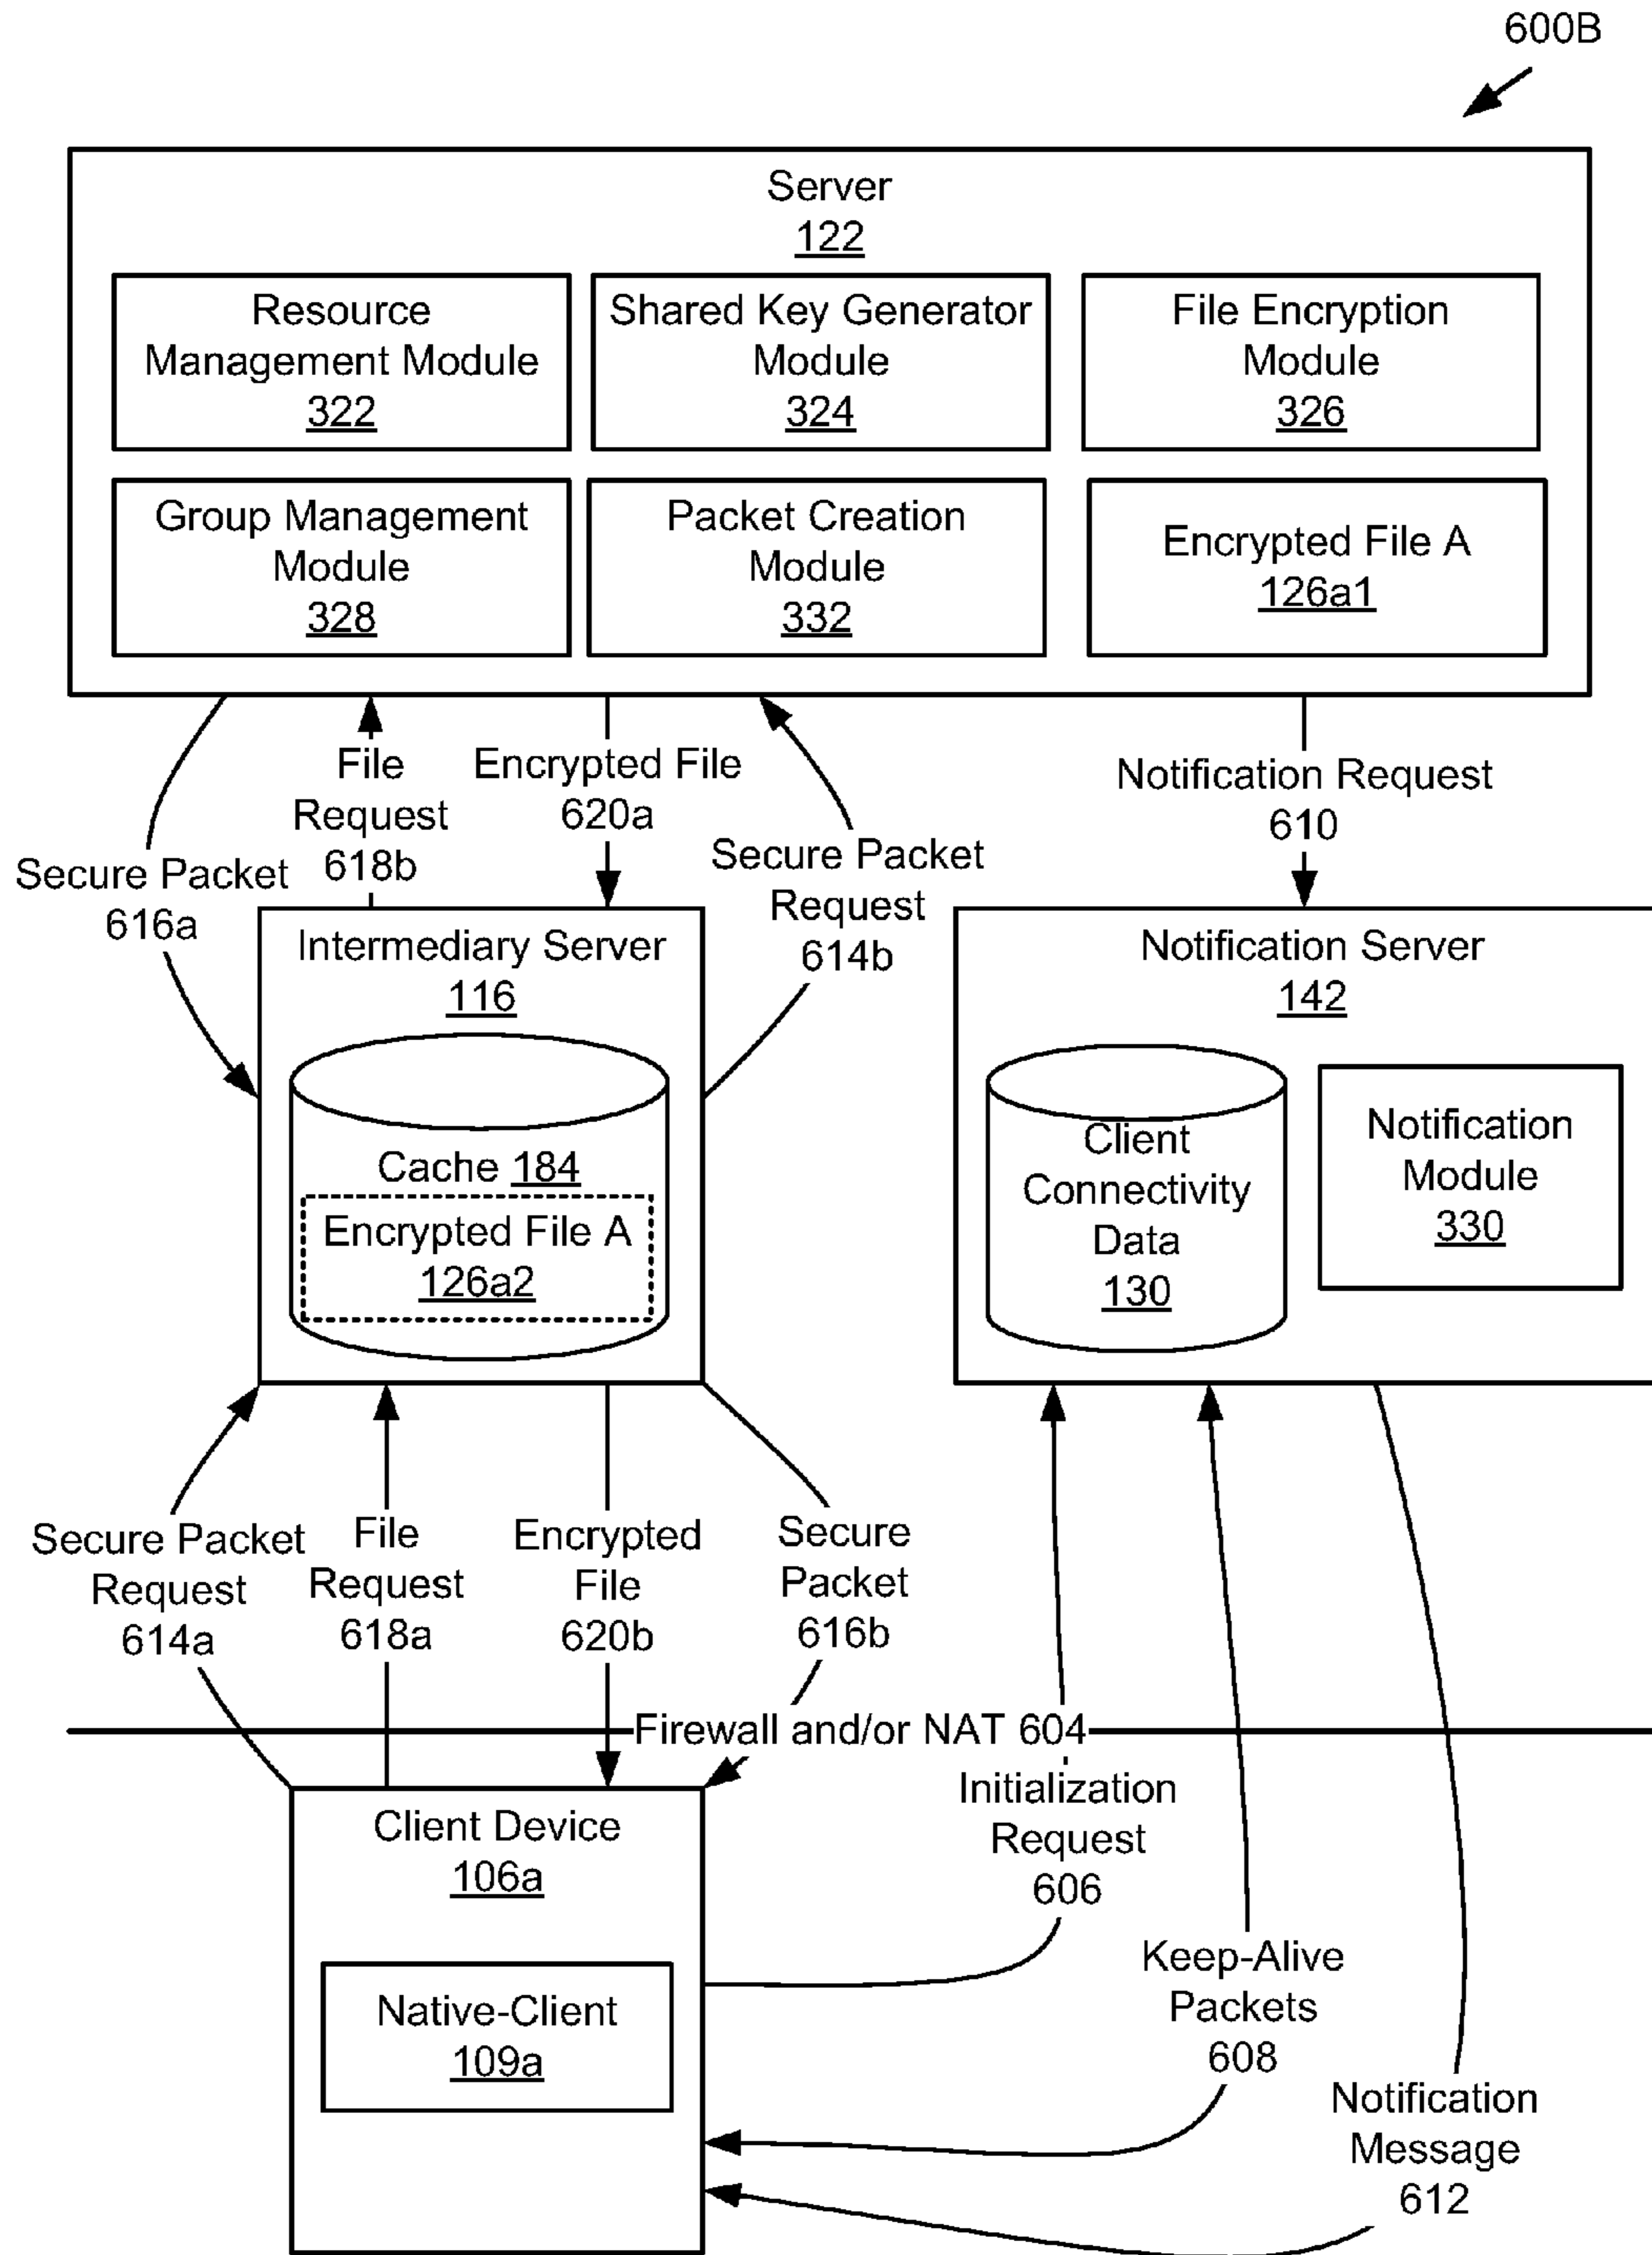 600B
Server
122
Resource
Management Module
322
Shared Key Generator
Module
324
File Encryption
Module
326
Group Management
Module
328
Packet Creation
Module
332
Encrypted File A
126a1
Secure Packet
616a
File
Request
618b
Encrypted File
620a
Secure Packet
Request
614b
Notification Request
610
Intermediary Server
116
Cache 184
Encrypted File A
126a2
Notification Server
142
Client
Connectivity
Data
130
Notification
Module
330
Secure Packet
Request
614a
File
Request
618a
Encrypted
File
620b
Secure
Packet
616b
Firewall and/or NAT 604
Client Device
106a
Native-Client
109a
Initialization
Request
606
Keep-Alive
Packets
608
Notification
Message
612